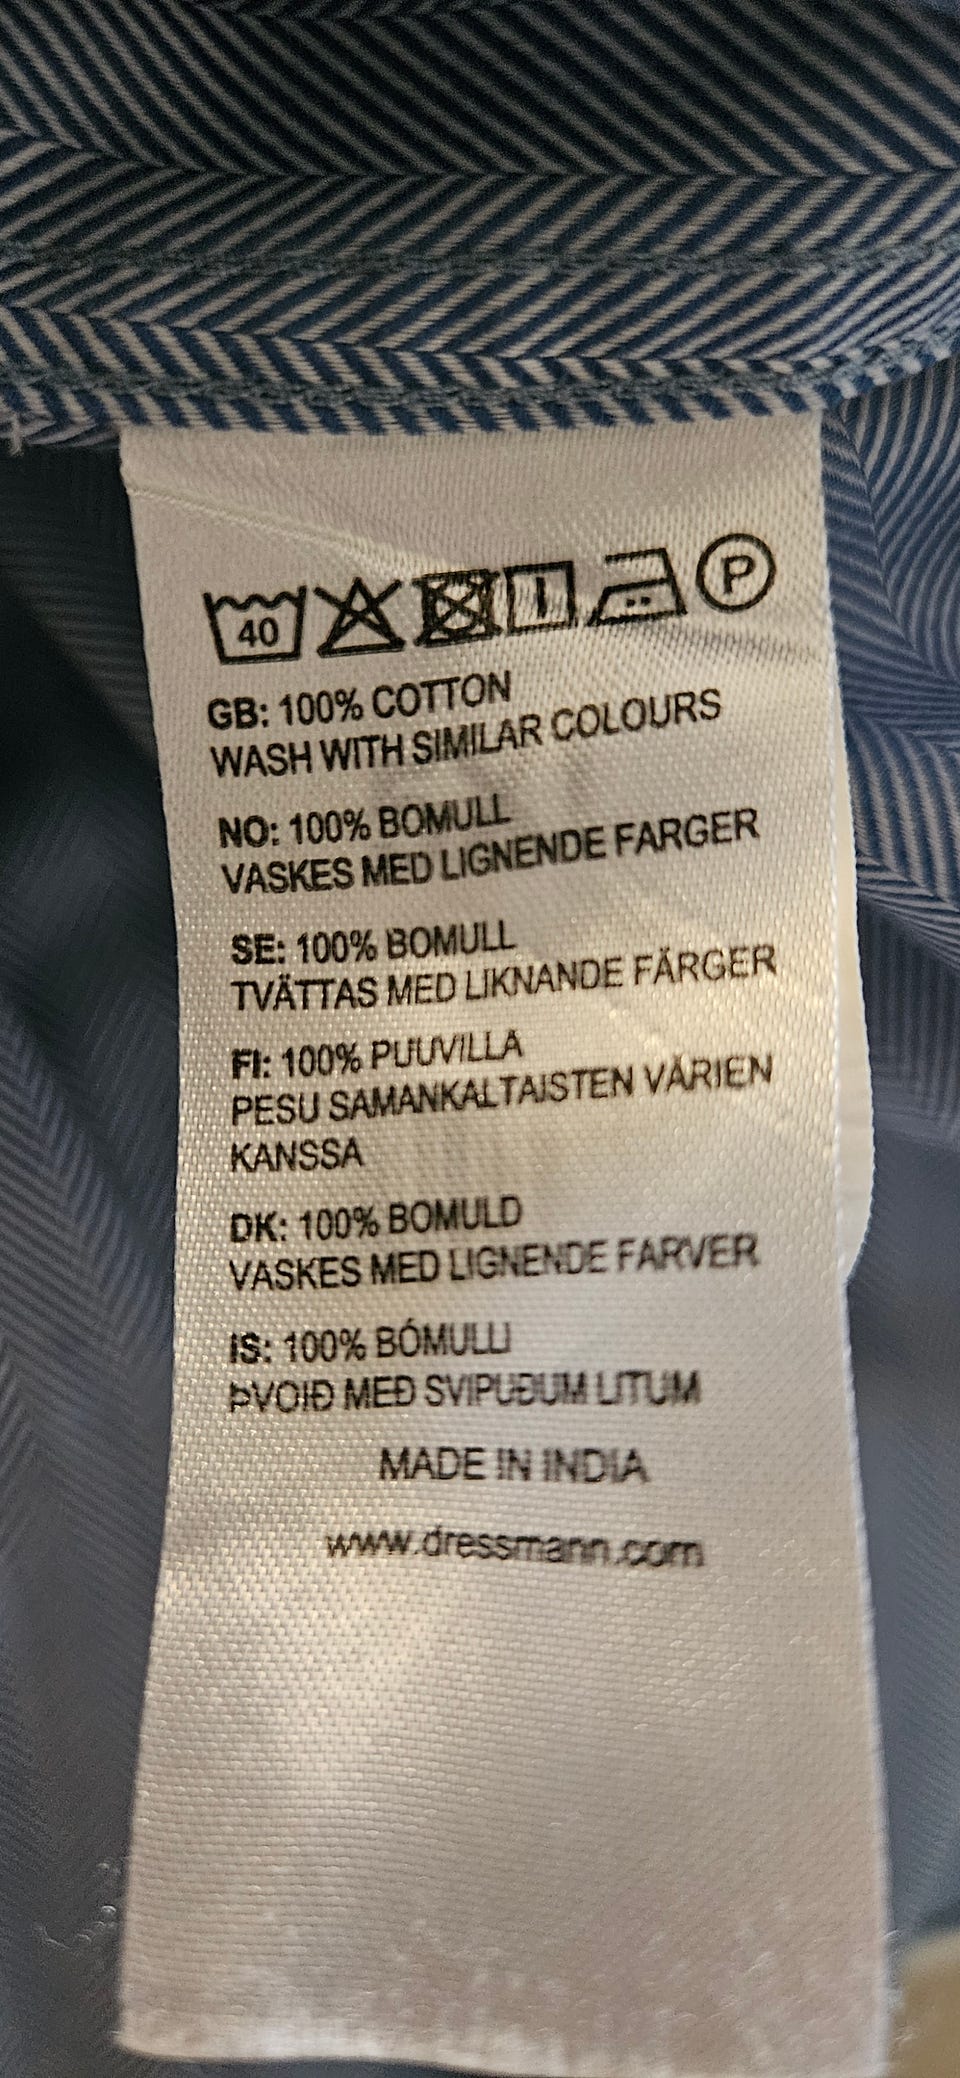 40
P
GB: 100% COTTON
WASH WITH SIMILAR COLOURS
NO: 100% BOMULL
VASKES MED LIGNENDE FARGER
SE: 100% BOMULL
TVÄTTAS MED LIKNANDE FÄRGER
FI: 100% PUUVILLA
PESU SAMANKALTAISTEN VÄRIEN
KANSSA
DK: 100% BOMULD
VASKES MED LIGNENDE FARVER
IS: 100% BÓMULLI
ÞVOIÐ MEÐ SVIPUÐUM LITUM
MADE IN INDIA
www.dressmann.com